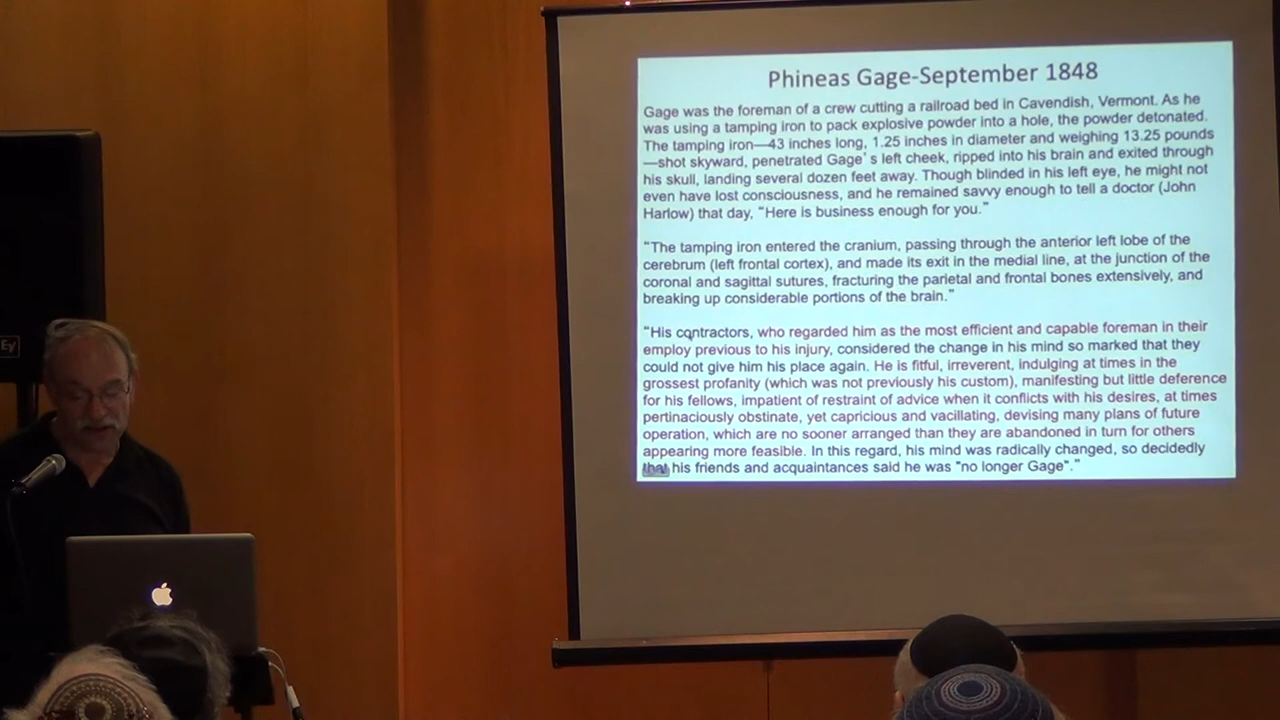 Phineas Gage-September 1848
Gage was the foreman of a crew cutting a railroad bed in Cavendish, Vermont. As he
was using a tamping iron to pack explosive powder into a hole, the powder detonated.
The tamping iron—43 inches long, 1.25 inches in diameter and weighing 13.25 pounds
—shot skyward, penetrated Gage's left cheek, ripped into his brain and exited through
his skull, landing several dozen feet away. Though blinded in his left eye, he might not
even have lost consciousness, and he remained savvy enough to tell a doctor (John
Harlow) that day, "Here is business enough for you."
"The tamping iron entered the cranium, passing through the anterior left lobe of the
cerebrum (left frontal cortex), and made its exit in the medial line, at the junction of the
coronal and sagittal sutures, fracturing the parietal and frontal bones extensively, and
breaking up considerable portions of the brain."
"His contractors, who regarded him as the most efficient and capable foreman in their
employ previous to his injury, considered the change in his mind so marked that they
could not give him his place again. He is fitful, irreverent, indulging at times in the
grossest profanity (which was not previously his custom), manifesting but little deference
for his fellows, impatient of restraint of advice when it conflicts with his desires, at times
pertinaciously obstinate, yet capricious and vacillating, devising many plans of future
operation, which are no sooner arranged than they are abandoned in turn for others
appearing more feasible. In this regard, his mind was radically changed, so decidedly
that his friends and acquaintances said he was "no longer Gage"."
EV